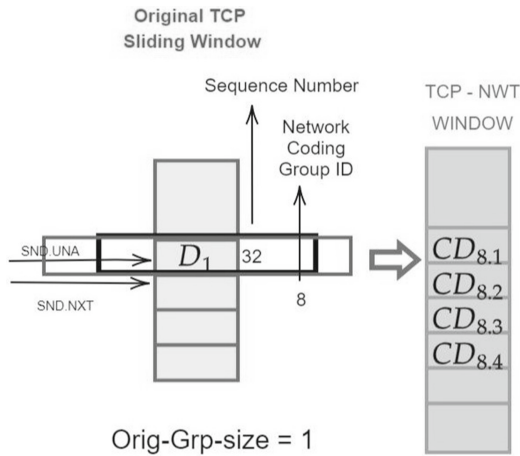 Original TCP
Sliding Window
Sequence Number
Network
Coding
Group ID
TCP - NWT
WINDOW
SND.UNA
D1
32
SND.NXT
8
CD8.1
CD8.2
CD8.3
CD8.4
Orig-Grp-size = 1